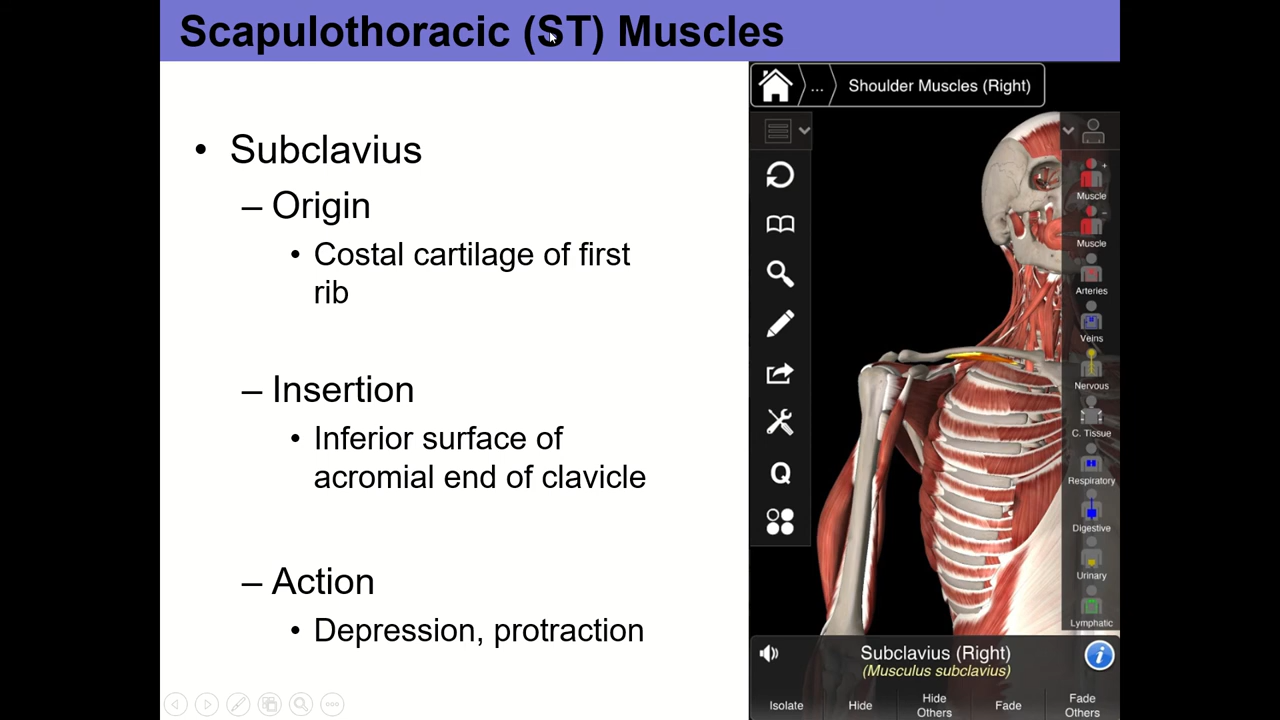 Scapulothoracic (ST) Muscles
• Subclavius
– Origin
• Costal cartilage of first
rib
– Insertion
• Inferior surface of
acromial end of clavicle
– Action
• Depression, protraction
... Shoulder Muscles (Right)
Muscle
Muscle
Arteries
Veins
Nervous
C. Tissue
Respiratory
Digestive
Urinary
Lymphatic
Q
Subclavius (Right)
(Musculus subclavius)
Isolate
Hide
Hide
Others
Fade
Fade
Others